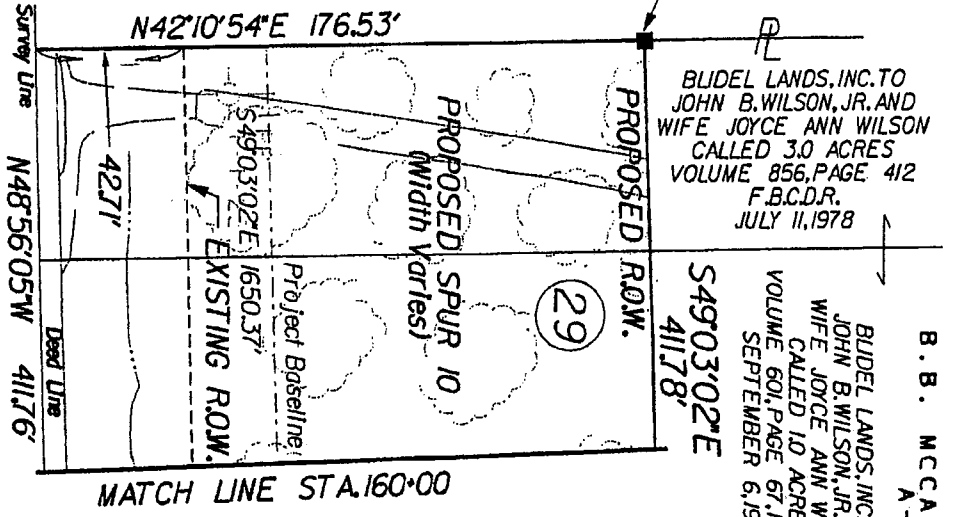 N42°10'54"E 176.53'
PL
BLIDEL LANDS, INC. TO
JOHN B. WILSON, JR. AND
WIFE JOYCE ANN WILSON
CALLED 3.0 ACRES
VOLUME 856, PAGE 412
F.B.C.D.R.
JULY 11, 1978
Survey Line
N48°56'05"W 411.76'
Deed Line
42.71'
EXISTING R.O.W.
S49°03'02"E 1650.37'
Project Baseline
PROPOSED SPUR 10
(Width Varies)
29
PROPOSED R.O.W.
S49°03'02"E
411.78'
B.B. MCCA
A-
BLIDEL LANDS, INC
JOHN B. WILSON, JR.
WIFE JOYCE ANN W
CALLED 1.0 ACRE
VOLUME 601, PAGE 67,
SEPTEMBER 6, 19
MATCH LINE STA. 160+00